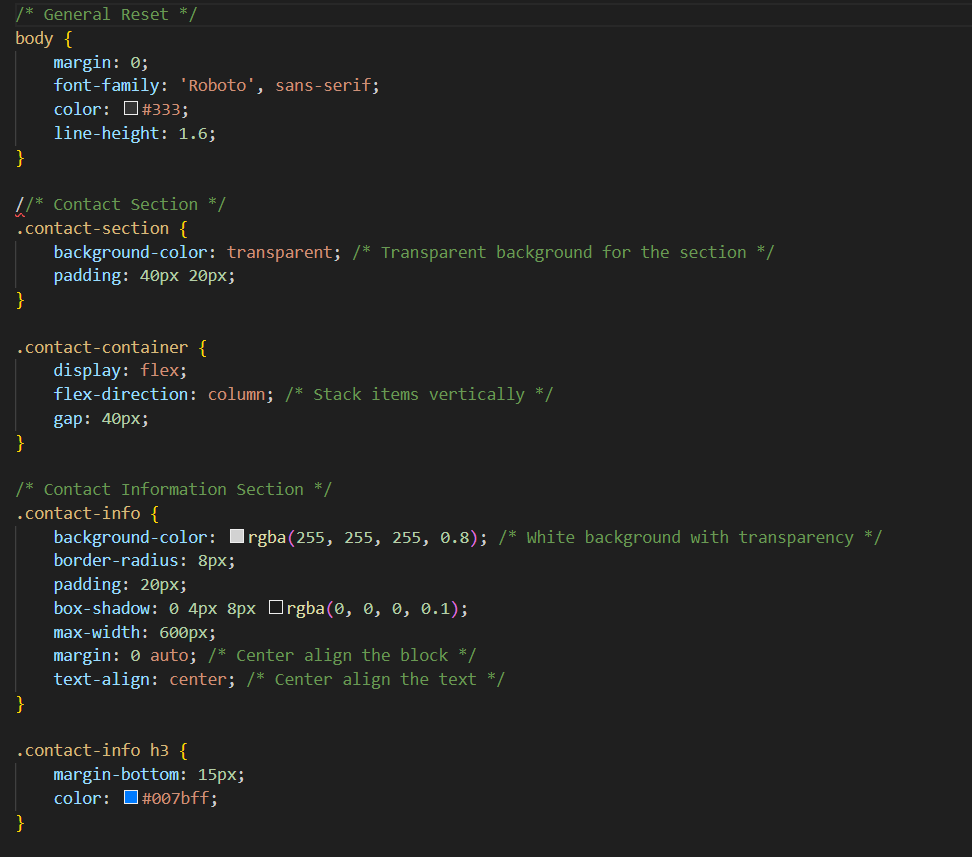 /* General Reset */
body {
    margin: 0;
    font-family: 'Roboto', sans-serif;
    color: #333;
    line-height: 1.6;
}

//* Contact Section */
.contact-section {
    background-color: transparent; /* Transparent background for the section */
    padding: 40px 20px;
}

.contact-container {
    display: flex;
    flex-direction: column; /* Stack items vertically */
    gap: 40px;
}

/* Contact Information Section */
.contact-info {
    background-color: rgba(255, 255, 255, 0.8); /* White background with transparency */
    border-radius: 8px;
    padding: 20px;
    box-shadow: 0 4px 8px rgba(0, 0, 0, 0.1);
    max-width: 600px;
    margin: 0 auto; /* Center align the block */
    text-align: center; /* Center align the text */
}

.contact-info h3 {
    margin-bottom: 15px;
    color: #007bff;
}